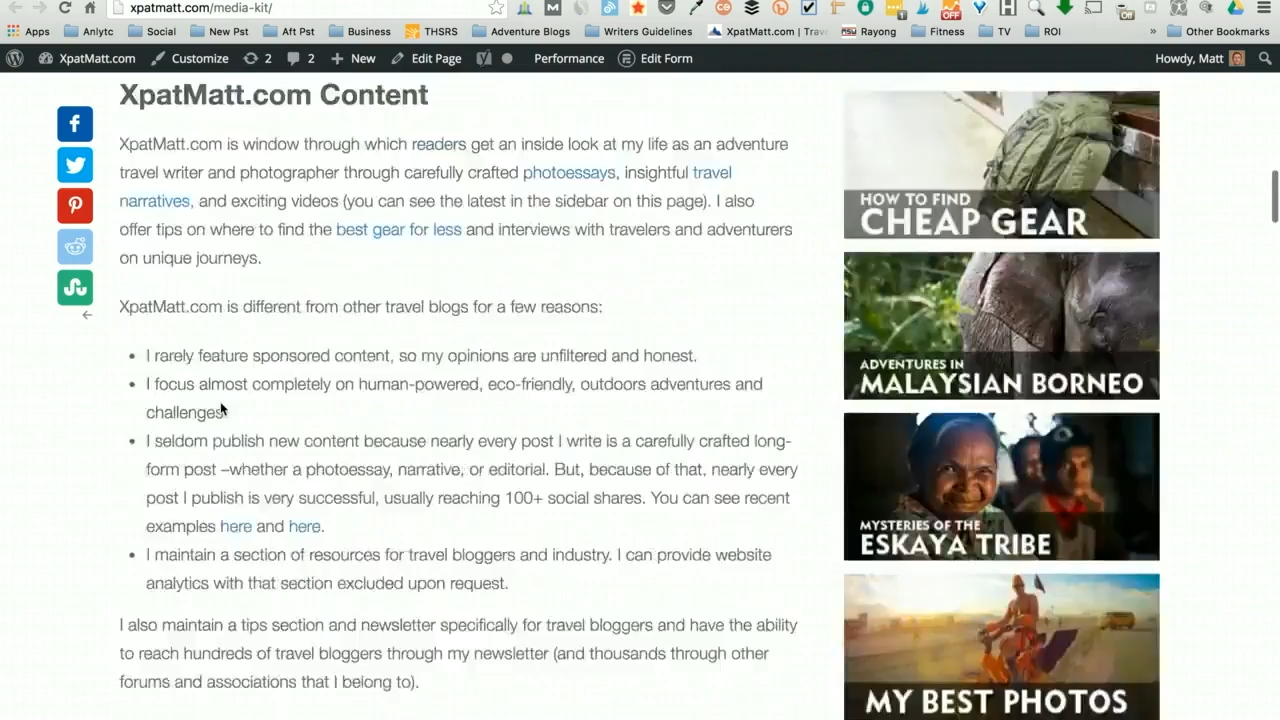 xpatmatt.com/media-kit/
Apps
Anlytc
Social
New Pst
Aft Pst
Business
THSRS
Adventure Blogs
Writers Guidelines
XpatMatt.com | Trav
Rayong
Fitness
TV
ROI
»
Other Bookmarks
XpatMatt.com
Customize
2
2
New
Edit Page
Performance
Edit Form
Howdy, Matt
XpatMatt.com Content
XpatMatt.com is window through which readers get an inside look at my life as an adventure
travel writer and photographer through carefully crafted photoessays, insightful travel
narratives, and exciting videos (you can see the latest in the sidebar on this page). I also
offer tips on where to find the best gear for less and interviews with travelers and adventurers
on unique journeys.
XpatMatt.com is different from other travel blogs for a few reasons:
• I rarely feature sponsored content, so my opinions are unfiltered and honest.
• I focus almost completely on human-powered, eco-friendly, outdoors adventures and
challenges
• I seldom publish new content because nearly every post I write is a carefully crafted long-
form post –whether a photoessay, narrative, or editorial. But, because of that, nearly every
post I publish is very successful, usually reaching 100+ social shares. You can see recent
examples here and here.
• I maintain a section of resources for travel bloggers and industry. I can provide website
analytics with that section excluded upon request.
I also maintain a tips section and newsletter specifically for travel bloggers and have the ability
to reach hundreds of travel bloggers through my newsletter (and thousands through other
forums and associations that I belong to).
HOW TO FIND
CHEAP GEAR
ADVENTURES IN
MALAYSIAN BORNEO
MYSTERIES OF THE
ESKAYA TRIBE
MY BEST PHOTOS